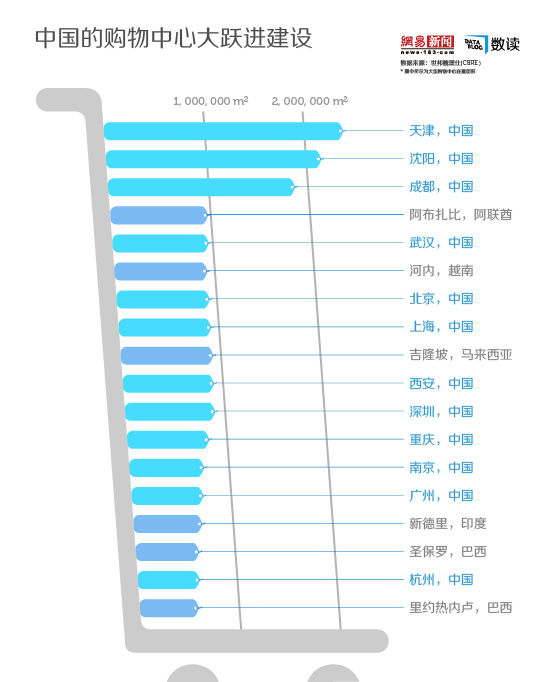 中国的购物中心大跃进建设
網易 新闻
news·163·com
DATA BLOG 数读
数据来源：世邦魏理仕(CBRE)
* 图中所示为大型购物中心在建面积
1,000,000 m² 2,000,000 m²
天津，中国
沈阳，中国
成都，中国
阿布扎比，阿联酋
武汉，中国
河内，越南
北京，中国
上海，中国
吉隆坡，马来西亚
西安，中国
深圳，中国
重庆，中国
南京，中国
广州，中国
新德里，印度
圣保罗，巴西
杭州，中国
里约热内卢，巴西